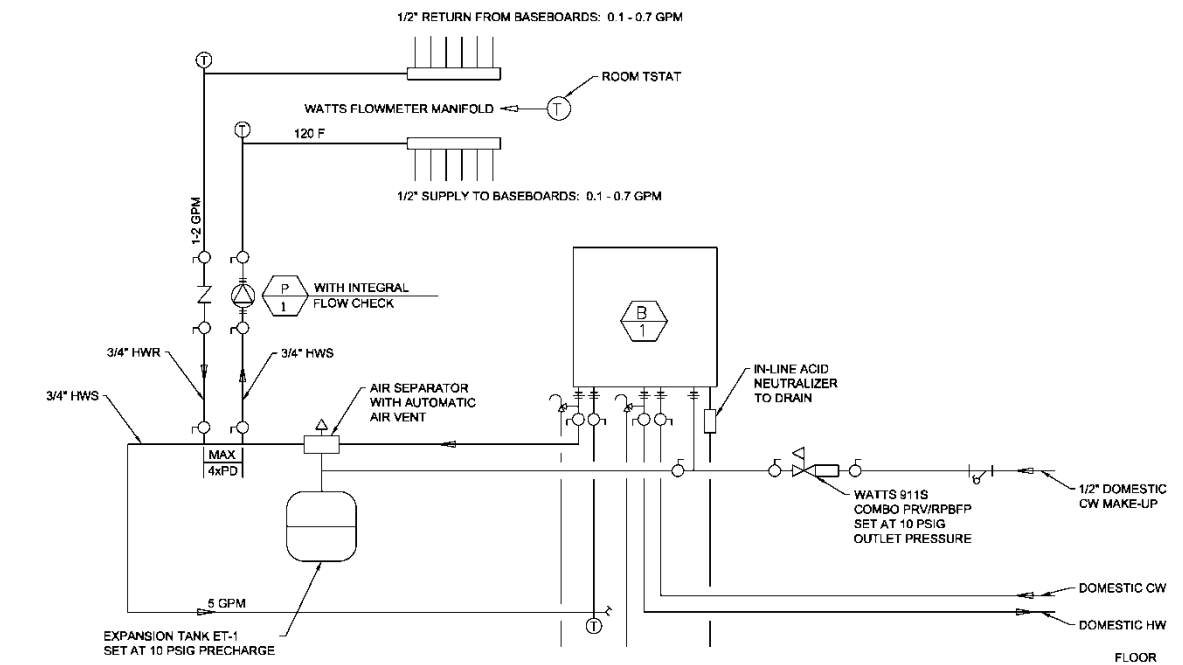 1/2" RETURN FROM BASEBOARDS: 0.1 - 0.7 GPM
T
ROOM TSTAT
WATTS FLOWMETER MANIFOLD
T
T
120 F
1/2" SUPPLY TO BASEBOARDS: 0.1 - 0.7 GPM
1-2 GPM
P
1
WITH INTEGRAL
FLOW CHECK
B
1
3/4" HWR
3/4" HWS
3/4" HWS
AIR SEPARATOR
WITH AUTOMATIC
AIR VENT
IN-LINE ACID
NEUTRALIZER
TO DRAIN
MAX
4xPD
WATTS 911S
COMBO PRV/RPBFP
SET AT 10 PSIG
OUTLET PRESSURE
1/2" DOMESTIC
CW MAKE-UP
5 GPM
T
DOMESTIC CW
DOMESTIC HW
EXPANSION TANK ET-1
SET AT 10 PSIG PRECHARGE
FLOOR